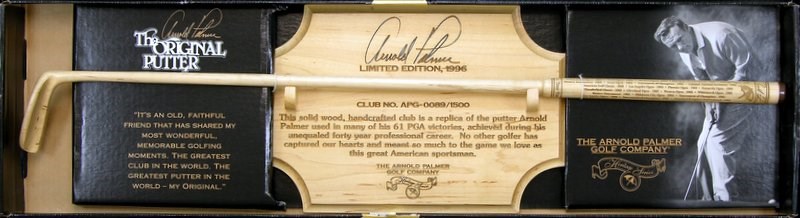 Arnold Palmer
The
ORIGINAL
PUTTER
"IT'S AN OLD, FAITHFUL
FRIEND THAT HAS SHARED MY
MOST WONDERFUL,
MEMORABLE GOLFING
MOMENTS. THE GREATEST
CLUB IN THE WORLD. THE
GREATEST PUTTER IN THE
WORLD – MY ORIGINAL."
Arnold Palmer
LIMITED EDITION, 1996
CLUB NO. APG-0089/1500
This solid wood, handcrafted club is a replica of the putter Arnold
Palmer used in many of his 61 PGA victories, achieved during his
unequaled forty year professional career. No other golfer has
captured our hearts and meant so much to the game we love as
this great American sportsman.
THE ARNOLD PALMER
GOLF COMPANY
THE ARNOLD PALMER
GOLF COMPANY